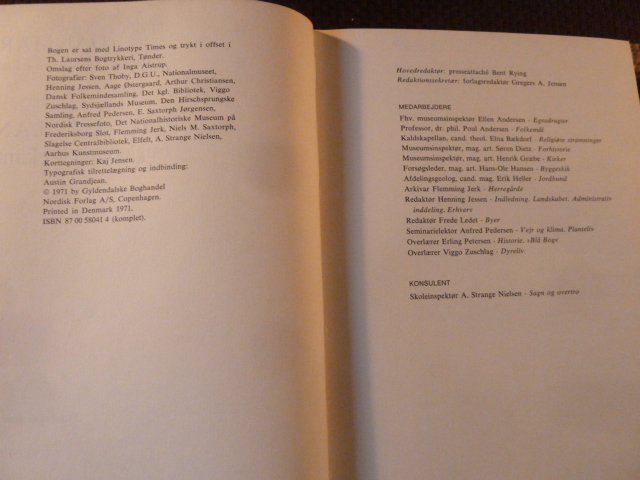 Bogen er sat med Linotype Times og trykt i offset i
Th. Laursens Bogtrykkeri, Tønder.
Omslag efter foto af Inga Aistrup.
Fotografier: Sven Thoby, D.G.U., Nationalmuseet,
Henning Jessen, Aage Østergaard, Arthur Christiansen,
Dansk Folkemindesamling, Det kgl. Bibliotek, Viggo
Zuschlag, Sydsjællands Museum, Den Hirschsprungske
Samling, Anfred Pedersen, E. Saxtorph Jørgensen,
Nordisk Pressefoto, Det Nationalhistoriske Museum på
Frederiksborg Slot, Flemming Jerk, Niels M. Saxtorph,
Slagelse Centralbibliotek, Elfelt, A. Strange Nielsen,
Aarhus Kunstmuseum.
Korttegninger: Kaj Jensen.
Typografisk tilrettelægning og indbinding:
Austin Grandjean.
© 1971 by Gyldendalske Boghandel
Nordisk Forlag A/S, Copenhagen.
Printed in Denmark 1971.
ISBN 87 00 58041 4 (komplet).
Hovedredaktør: presseattaché Bent Rying
Redaktionssekretær: forlagsredaktør Gregers A. Jensen
MEDARBEJDERE
Fhv. museumsinspektør Ellen Andersen - Egnsdragter
Professor, dr. phil. Poul Andersen - Folkemål
Kaldskapellan, cand. theol. Elna Bækdorf - Religiøse strømninger
Museumsinspektør, mag. art. Søren Dietz - Forhistorie
Museumsinspektør, mag. art. Henrik Græbe - Kirker
Forsøgsleder, mag. art. Hans-Ole Hansen - Byggeskik
Afdelingsgeolog, cand. mag. Erik Heller - Jordbund
Arkivar Flemming Jerk - Herregårde
Redaktør Henning Jessen - Indledning. Landskabet. Administrativ
inddeling. Erhverv
Redaktør Frede Ledet - Byer
Seminarielektor Anfred Pedersen - Vejr og klima. Planteliv
Overlærer Erling Petersen - Historie. »Blå Bog«
Overlærer Viggo Zuschlag - Dyreliv
KONSULENT
Skoleinspektør A. Strange Nielsen - Sagn og overtro